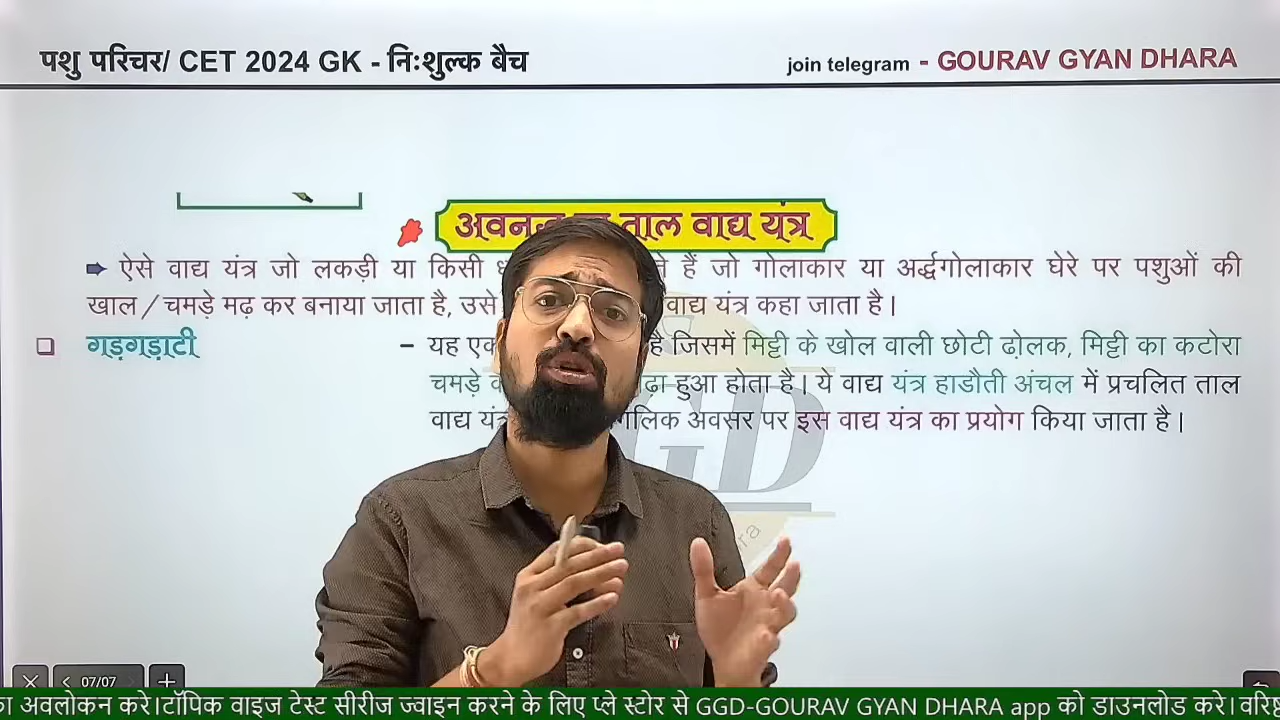 पशु परिचर/ CET 2024 GK - निःशुल्क बैच
join telegram - GOURAV GYAN DHARA
ताल वाद्य यंत्र
ऐसे वाद्य यंत्र जो लकड़ी या किसी हैं जो गोलाकार या अर्द्धगोलाकार घेरे पर पशुओं की
खाल / चमड़े मढ़ कर बनाया जाता है, उसे वाद्य यंत्र कहा जाता है।
गड़गड़ाटी – यह एक है जिसमें मिट्टी के खोल वाली छोटी ढ़ोलक, मिट्टी का कटोरा
चमड़े हुआ होता है। ये वाद्य यंत्र हाडौती अंचल में प्रचलित ताल
वाद्य अवसर पर इस वाद्य यंत्र का प्रयोग किया जाता है।
GD
ra
07/07
अवलोकन करे।टॉपिक वाइज टेस्ट सीरीज ज्वाइन करने के लिए प्ले स्टोर से GGD-GOURAV GYAN DHARA app को डाउनलोड करे।